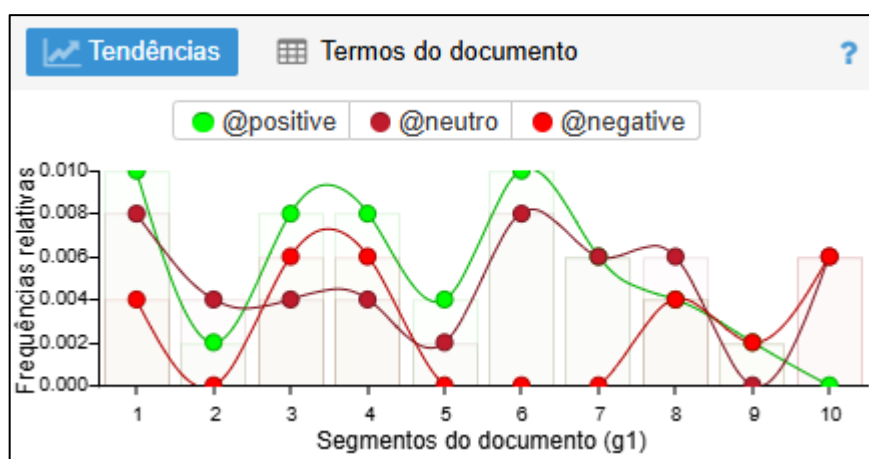 Tendências Termos do documento ?
@positive @neutro @negative
Frequências relativas
0.010
0.008
0.006
0.004
0.002
0.000
1 2 3 4 5 6 7 8 9 10
Segmentos do documento (g1)